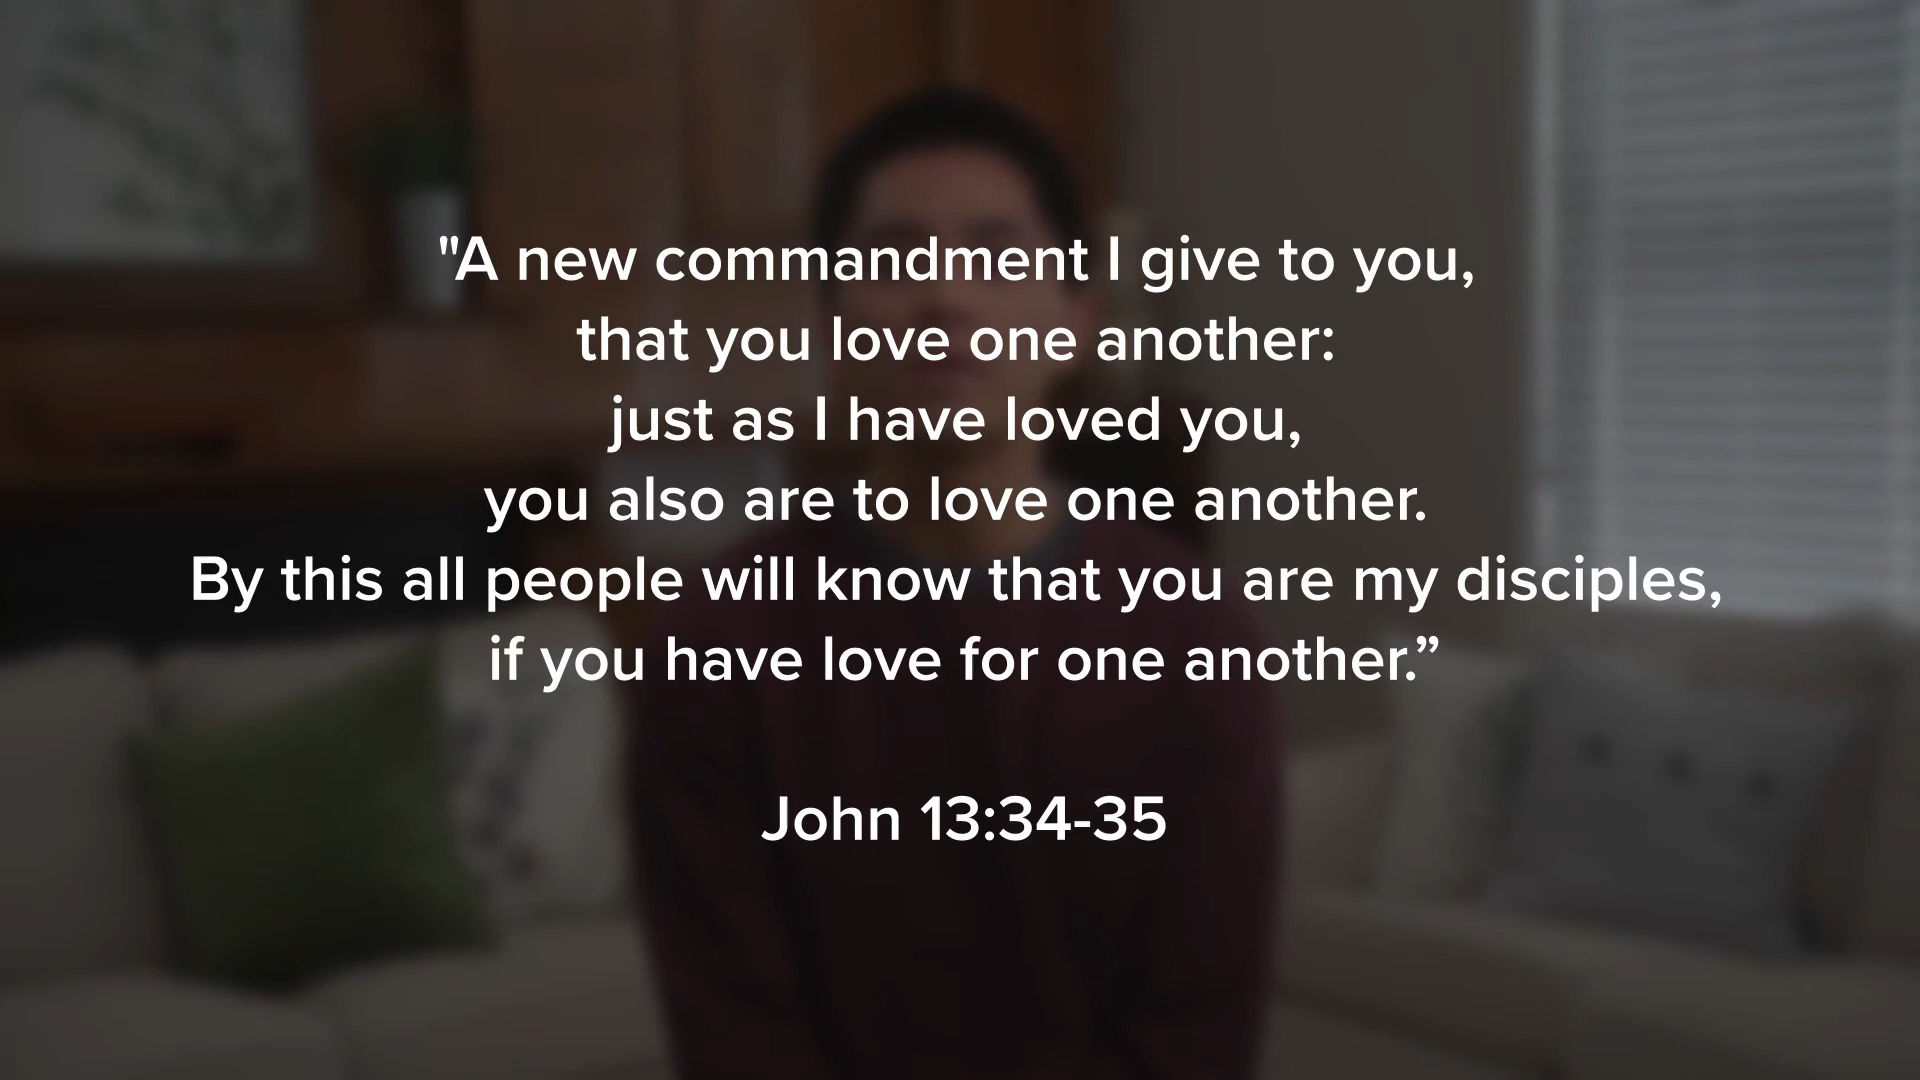 "A new commandment I give to you,
that you love one another:
just as I have loved you,
you also are to love one another.
By this all people will know that you are my disciples,
if you have love for one another.”
John 13:34-35